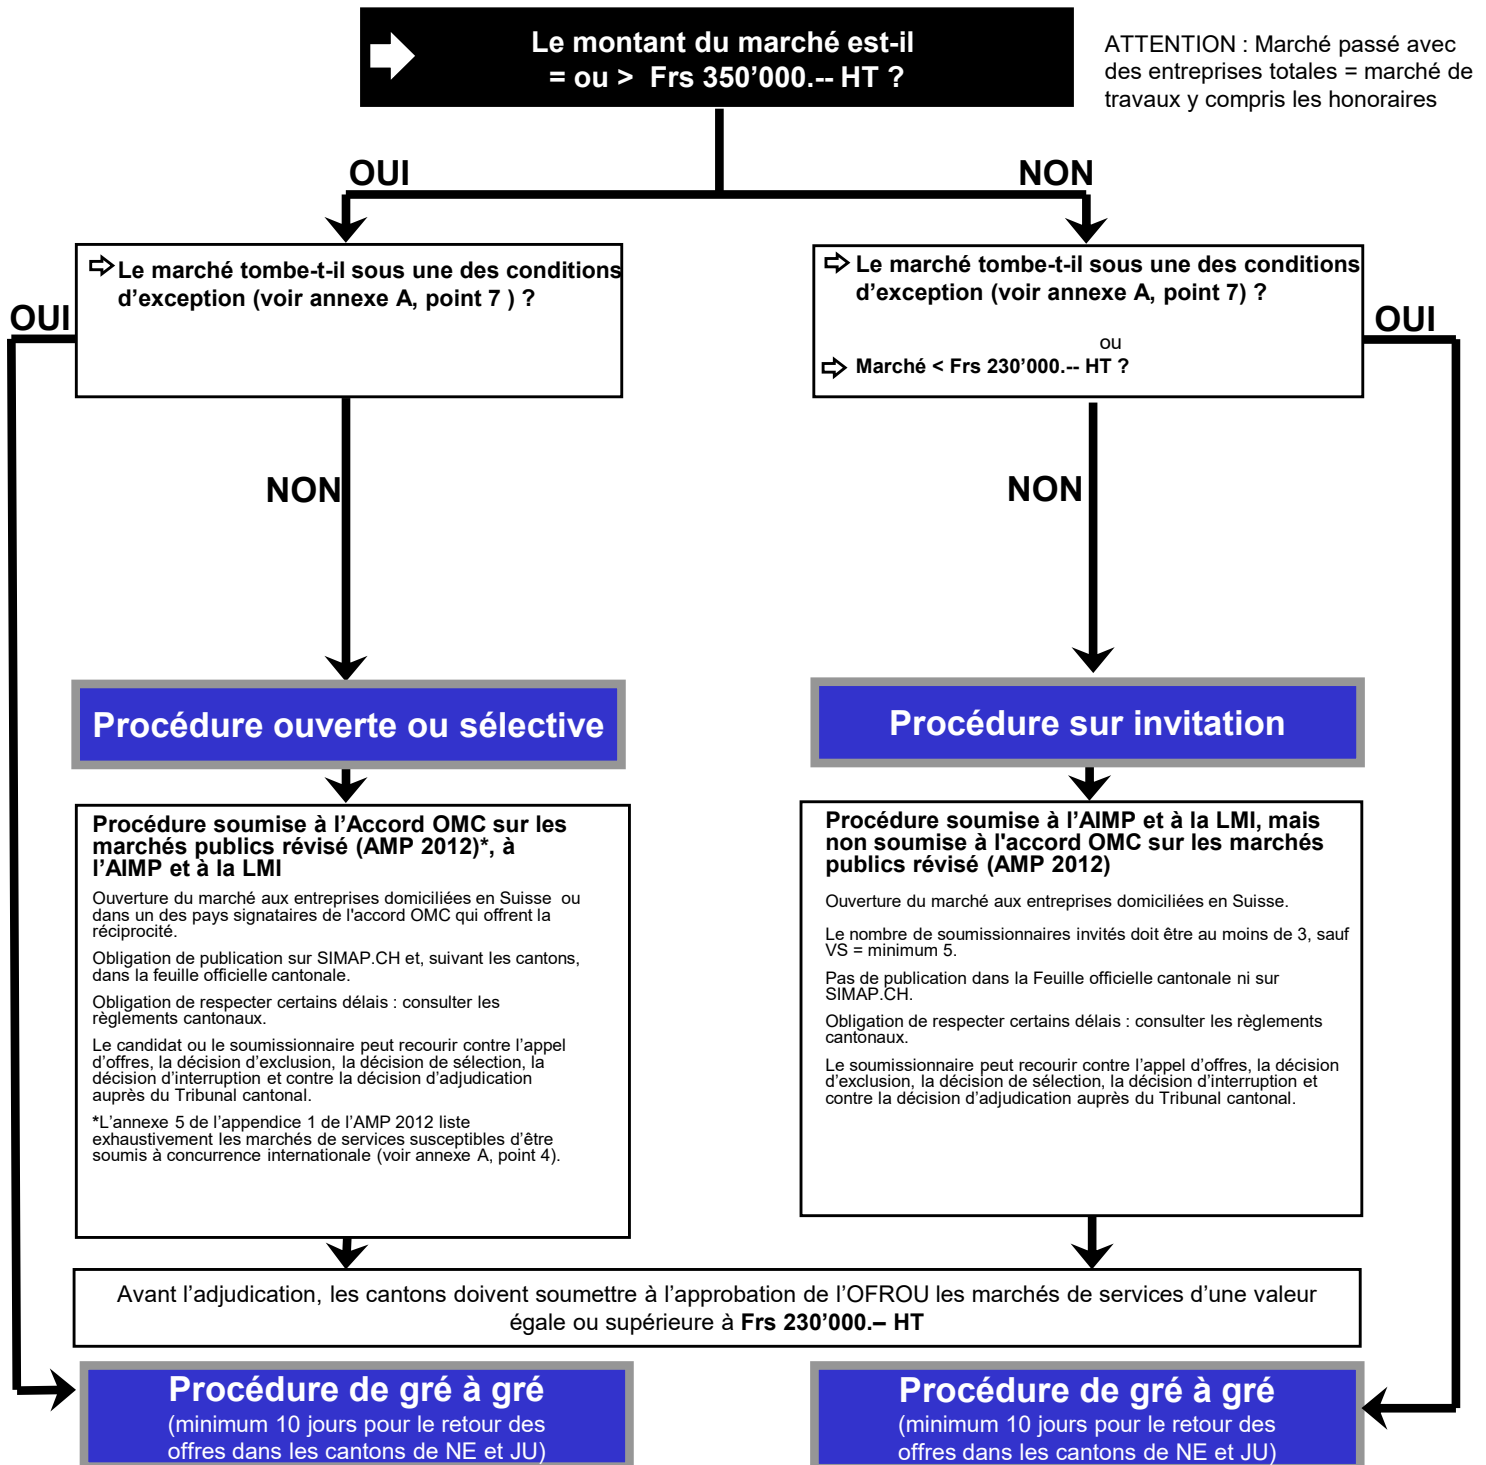 Le montant du marché est-il
= ou > Frs 350'000.-- HT ?
ATTENTION : Marché passé avec
des entreprises totales = marché de
travaux y compris les honoraires
OUI
NON
Le marché tombe-t-il sous une des conditions
d’exception (voir annexe A, point 7 ) ?
Le marché tombe-t-il sous une des conditions
d’exception (voir annexe A, point 7) ?
ou
Marché < Frs 230’000.-- HT ?
OUI
OUI
NON
NON
Procédure ouverte ou sélective
Procédure sur invitation
Procédure soumise à l’Accord OMC sur les
marchés publics révisé (AMP 2012)*, à
l’AIMP et à la LMI
Ouverture du marché aux entreprises domiciliées en Suisse ou
dans un des pays signataires de l'accord OMC qui offrent la
réciprocité.
Obligation de publication sur SIMAP.CH et, suivant les cantons,
dans la feuille officielle cantonale.
Obligation de respecter certains délais : consulter les
règlements cantonaux.
Le candidat ou le soumissionnaire peut recourir contre l’appel
d’offres, la décision d’exclusion, la décision de sélection, la
décision d’interruption et contre la décision d’adjudication
auprès du Tribunal cantonal.
*L’annexe 5 de l’appendice 1 de l’AMP 2012 liste
exhaustivement les marchés de services susceptibles d’être
soumis à concurrence internationale (voir annexe A, point 4).
Procédure soumise à l’AIMP et à la LMI, mais
non soumise à l'accord OMC sur les marchés
publics révisé (AMP 2012)
Ouverture du marché aux entreprises domiciliées en Suisse.
Le nombre de soumissionnaires invités doit être au moins de 3, sauf
VS = minimum 5.
Pas de publication dans la Feuille officielle cantonale ni sur
SIMAP.CH.
Obligation de respecter certains délais : consulter les règlements
cantonaux.
Le soumissionnaire peut recourir contre l’appel d’offres, la décision
d’exclusion, la décision de sélection, la décision d’interruption et
contre la décision d’adjudication auprès du Tribunal cantonal.
Avant l’adjudication, les cantons doivent soumettre à l’approbation de l’OFROU les marchés de services d’une valeur
égale ou supérieure à Frs 230’000.– HT
Procédure de gré à gré
(minimum 10 jours pour le retour des
offres dans les cantons de NE et JU)
Procédure de gré à gré
(minimum 10 jours pour le retour des
offres dans les cantons de NE et JU)